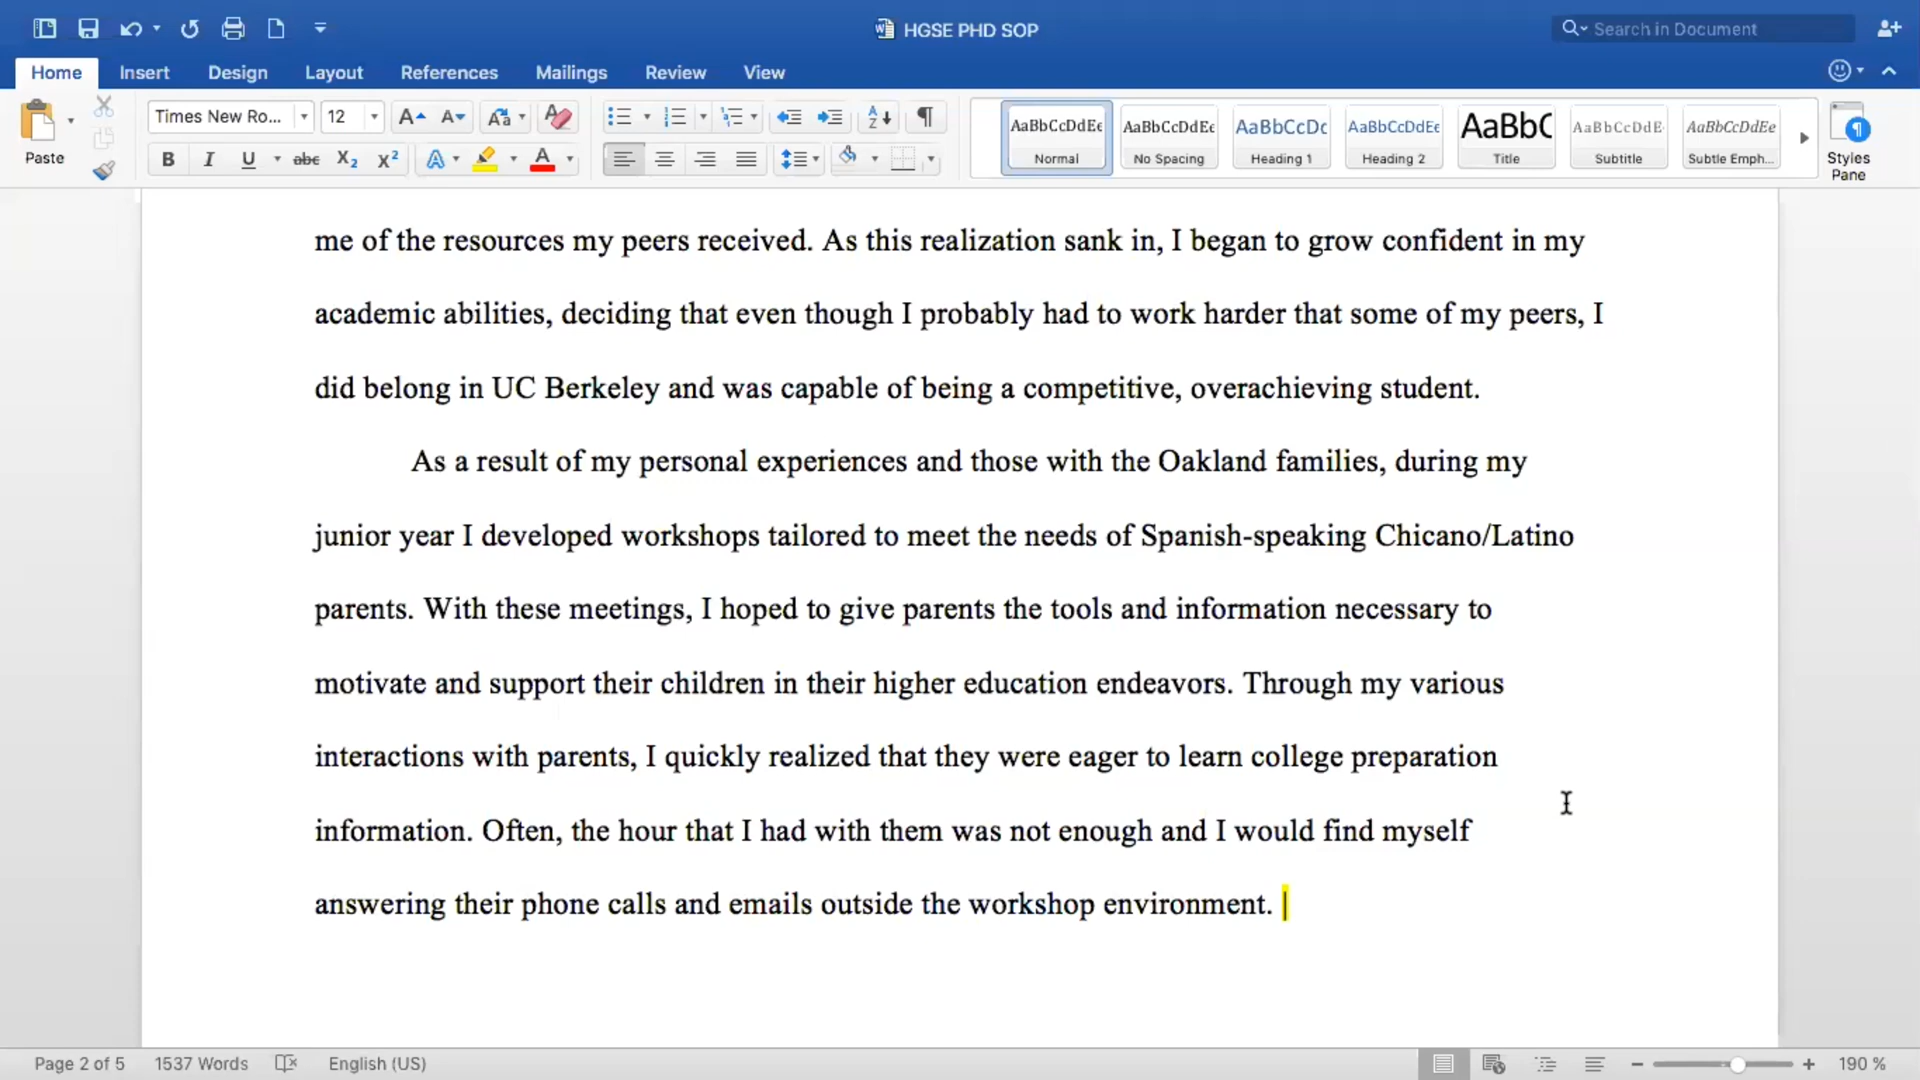 HGSE PHD SOP
Search in Document
Home Insert Design Layout References Mailings Review View
Paste
Times New Ro... 12
B I U abc X2 X2 A A
AaBbCcDdEe AaBbCcDdEe AaBbCcDc AaBbCcDdEe AaBbC AaBbCcDdE AaBbCcDdEe
Normal No Spacing Heading 1 Heading 2 Title Subtitle Subtle Emph...
Styles
Pane
me of the resources my peers received. As this realization sank in, I began to grow confident in my
academic abilities, deciding that even though I probably had to work harder that some of my peers, I
did belong in UC Berkeley and was capable of being a competitive, overachieving student.
As a result of my personal experiences and those with the Oakland families, during my
junior year I developed workshops tailored to meet the needs of Spanish-speaking Chicano/Latino
parents. With these meetings, I hoped to give parents the tools and information necessary to
motivate and support their children in their higher education endeavors. Through my various
interactions with parents, I quickly realized that they were eager to learn college preparation
information. Often, the hour that I had with them was not enough and I would find myself
answering their phone calls and emails outside the workshop environment.
Page 2 of 5 1537 Words English (US) 190 %